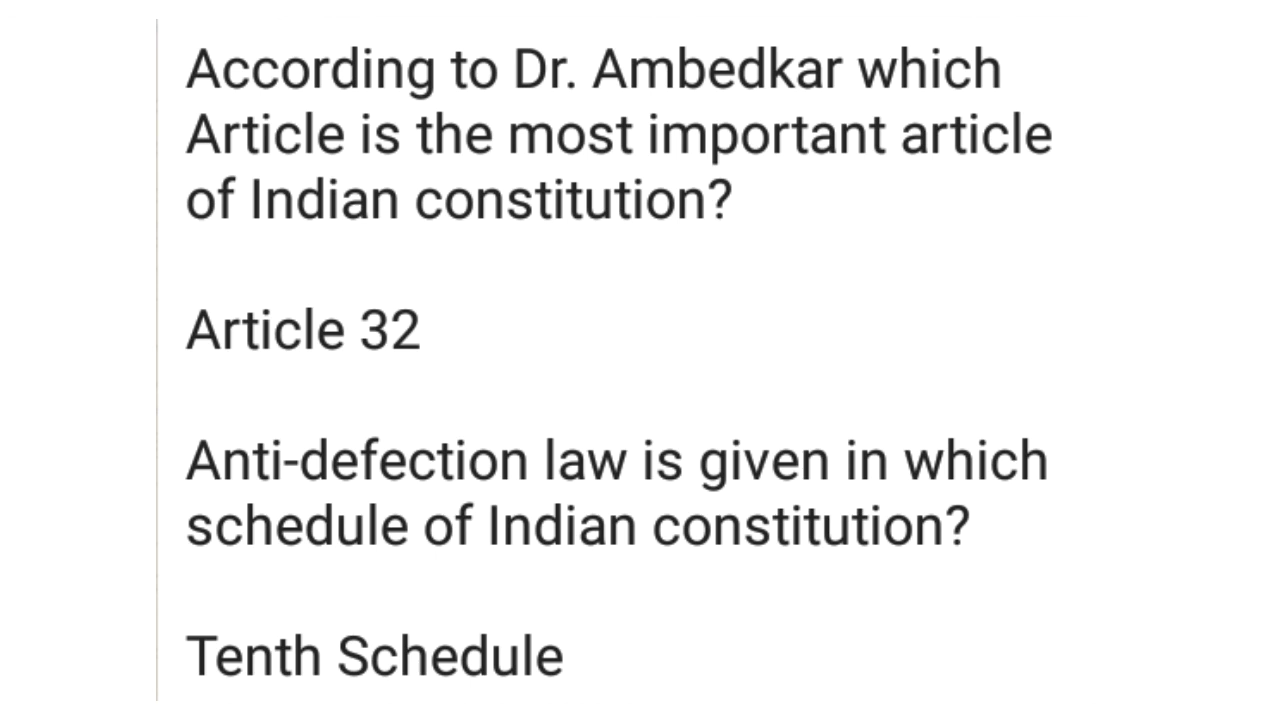 According to Dr. Ambedkar which
Article is the most important article
of Indian constitution?
Article 32
Anti-defection law is given in which
schedule of Indian constitution?
Tenth Schedule